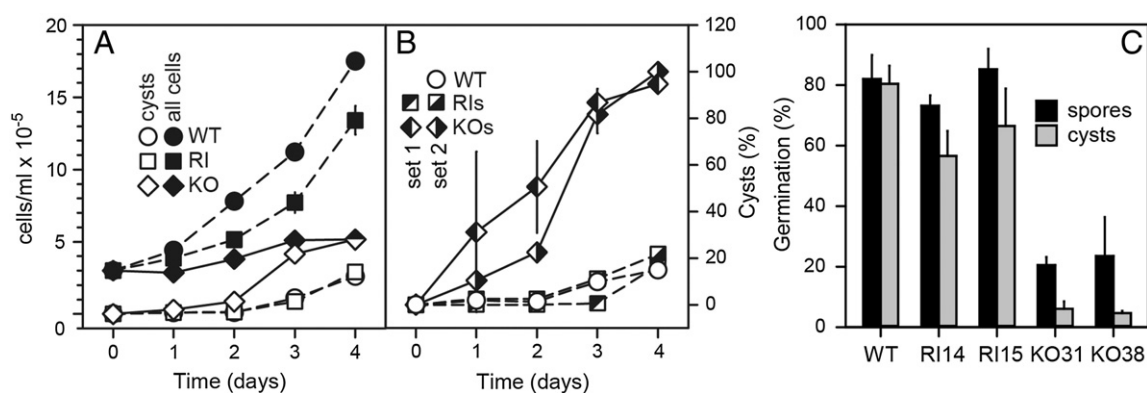 A
20
15
10
5
1
0
cells/ml x 10-5
cysts
all cells
WT
RI
KO
0 1 2 3 4
Time (days)
B
WT
RIs
KOs
set 1
set 2
120
100
80
60
40
20
0
Cysts (%)
0 1 2 3 4
Time (days)
C
100
80
60
40
20
0
Germination (%)
spores
cysts
WT RI14 RI15 KO31 KO38